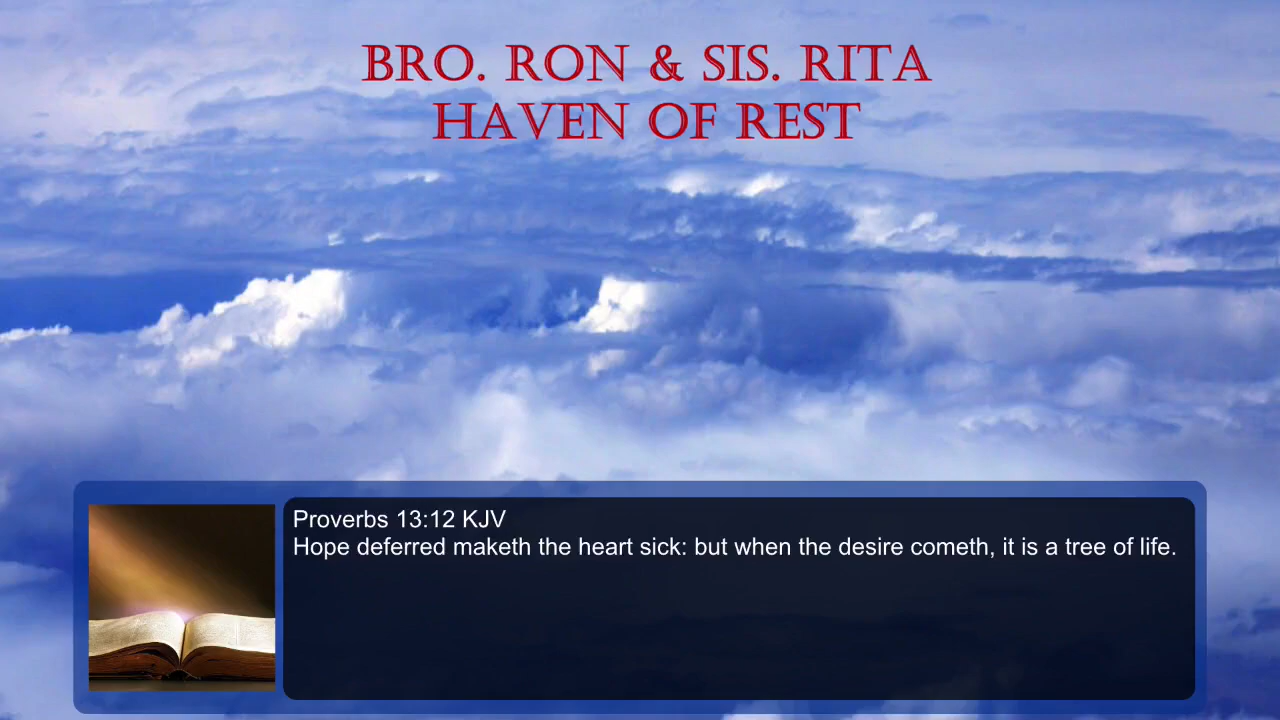 BRO. RON & SIS. RITA
HAVEN OF REST
Proverbs 13:12 KJV
Hope deferred maketh the heart sick: but when the desire cometh, it is a tree of life.